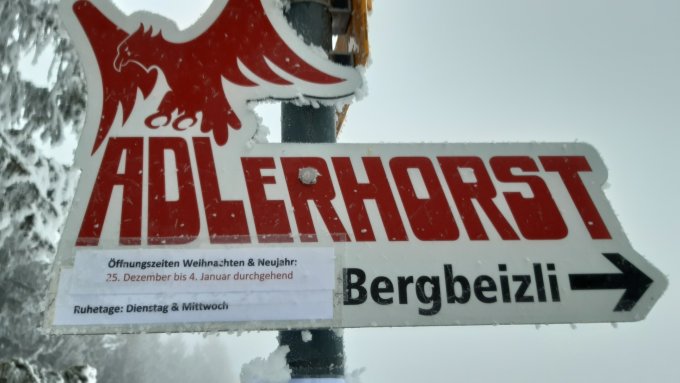 ADLERHORST
Öffnungszeiten Weihnachten & Neujahr:
25. Dezember bis 4. Januar durchgehend
Ruhetage: Dienstag & Mittwoch
Bergbeizli